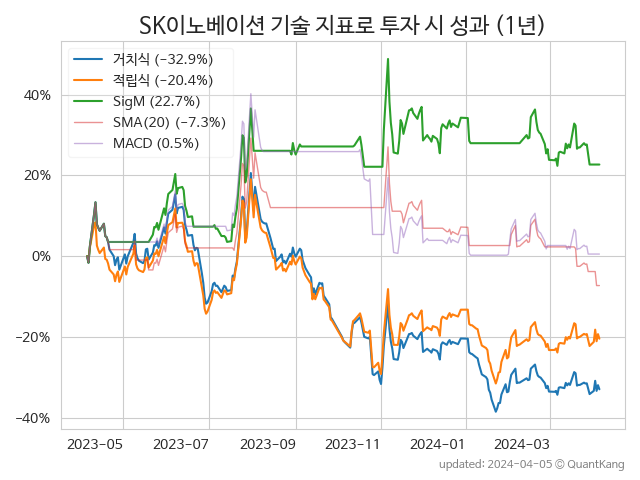 SK이노베이션 기술 지표로 투자 시 성과 (1년)
거치식 (−32.9%)
적립식 (−20.4%)
SigM (22.7%)
SMA(20) (−7.3%)
MACD (0.5%)
40%
20%
0%
−20%
−40%
2023−05 2023−07 2023−09 2023−11 2024−01 2024−03
updated: 2024−04−05 © QuantKang